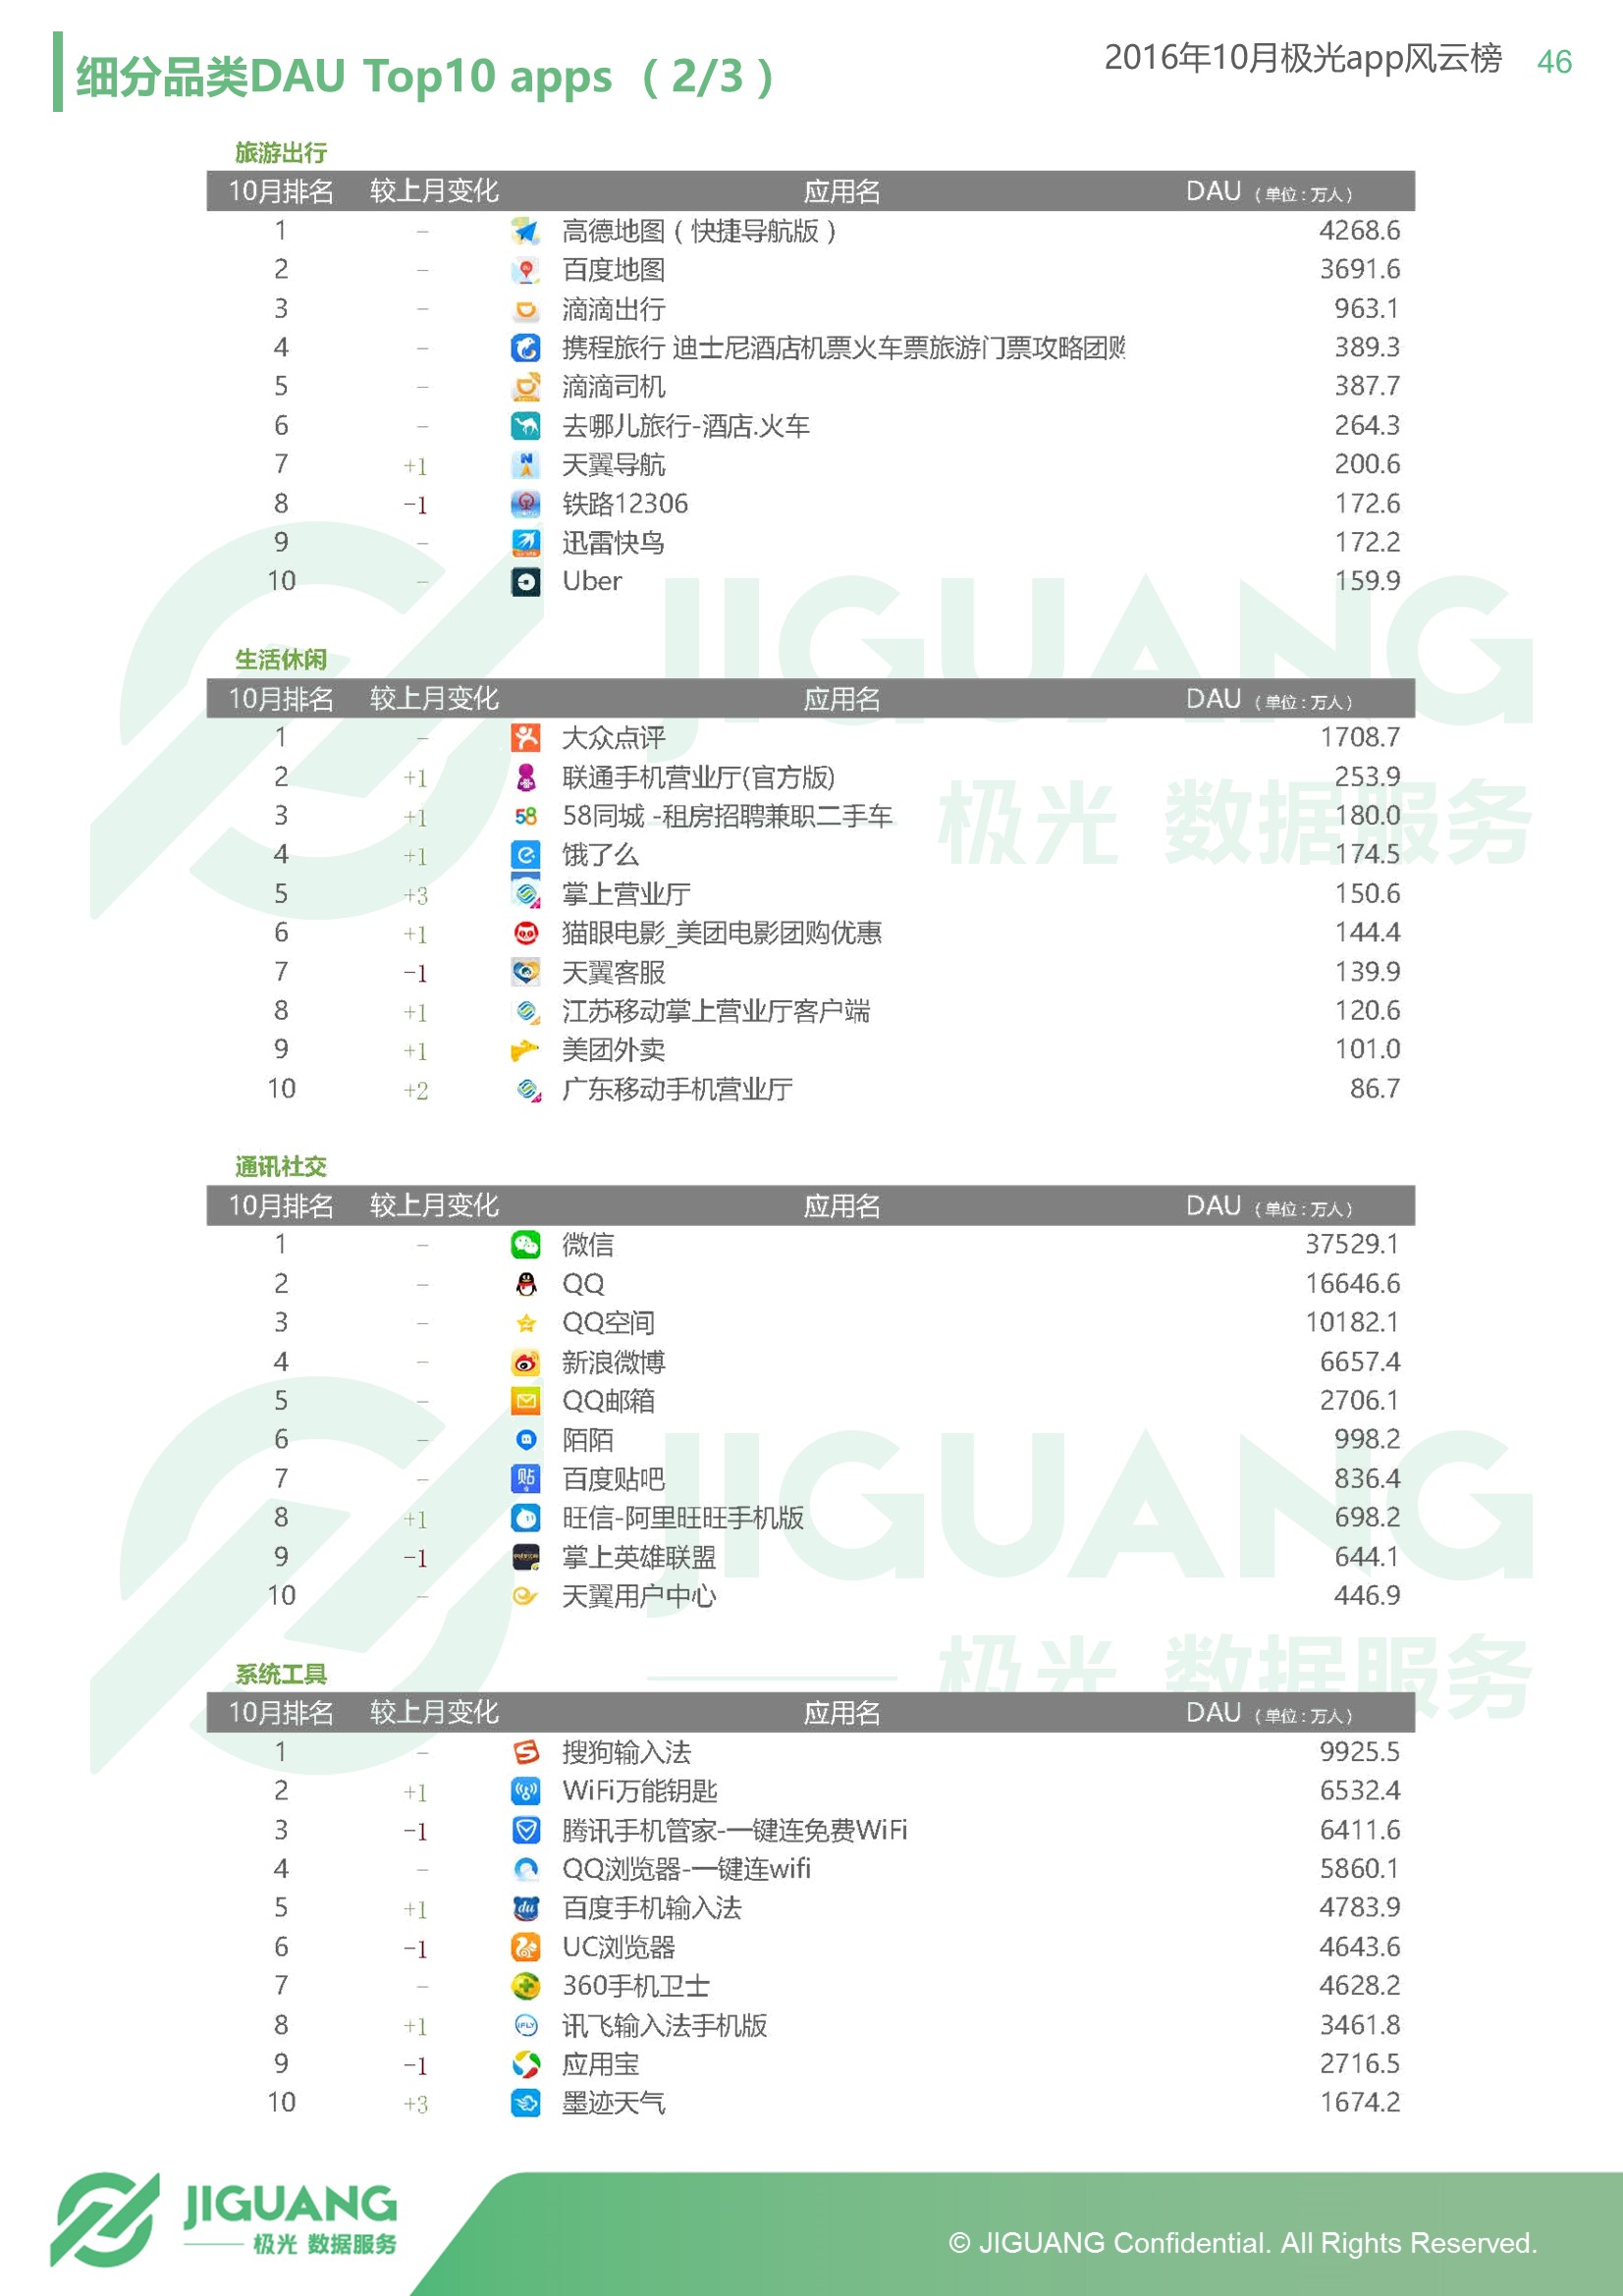 细分品类DAU Top10 apps （2/3）
2016年10月极光app风云榜 46
旅游出行
10月排名 较上月变化 应用名 DAU（单位：万人）
1 – 高德地图（快捷导航版） 4268.6
2 – 百度地图 3691.6
3 – 滴滴出行 963.1
4 – 携程旅行 迪士尼酒店机票火车票旅游门票攻略团购 389.3
5 – 滴滴司机 387.7
6 – 去哪儿旅行-酒店.火车 264.3
7 +1 天翼导航 200.6
8 -1 铁路12306 172.6
9 – 迅雷快鸟 172.2
10 – Uber 159.9
生活休闲
10月排名 较上月变化 应用名 DAU（单位：万人）
1 – 大众点评 1708.7
2 +1 联通手机营业厅(官方版) 253.9
3 +1 58 58同城 -租房招聘兼职二手车 180.0
4 +1 饿了么 174.5
5 +3 掌上营业厅 150.6
6 +1 猫眼电影_美团电影团购优惠 144.4
7 -1 天翼客服 139.9
8 +1 江苏移动掌上营业厅客户端 120.6
9 +1 美团外卖 101.0
10 +2 广东移动手机营业厅 86.7
通讯社交
10月排名 较上月变化 应用名 DAU（单位：万人）
1 – 微信 37529.1
2 – QQ 16646.6
3 – QQ空间 10182.1
4 – 新浪微博 6657.4
5 – QQ邮箱 2706.1
6 – 陌陌 998.2
7 – 贴 百度贴吧 836.4
8 +1 旺信-阿里旺旺手机版 698.2
9 -1 掌上英雄联盟 644.1
10 – 天翼用户中心 446.9
系统工具
10月排名 较上月变化 应用名 DAU（单位：万人）
1 – 搜狗输入法 9925.5
2 +1 WiFi万能钥匙 6532.4
3 -1 腾讯手机管家-一键连免费WiFi 6411.6
4 – QQ浏览器-一键连wifi 5860.1
5 +1 du 百度手机输入法 4783.9
6 -1 UC浏览器 4643.6
7 – 360手机卫士 4628.2
8 +1 iFLY 讯飞输入法手机版 3461.8
9 -1 应用宝 2716.5
10 +3 墨迹天气 1674.2
JIGUANG
极光 数据服务
JIGUANG
极光 数据服务
JIGUANG
极光 数据服务
© JIGUANG Confidential. All Rights Reserved.